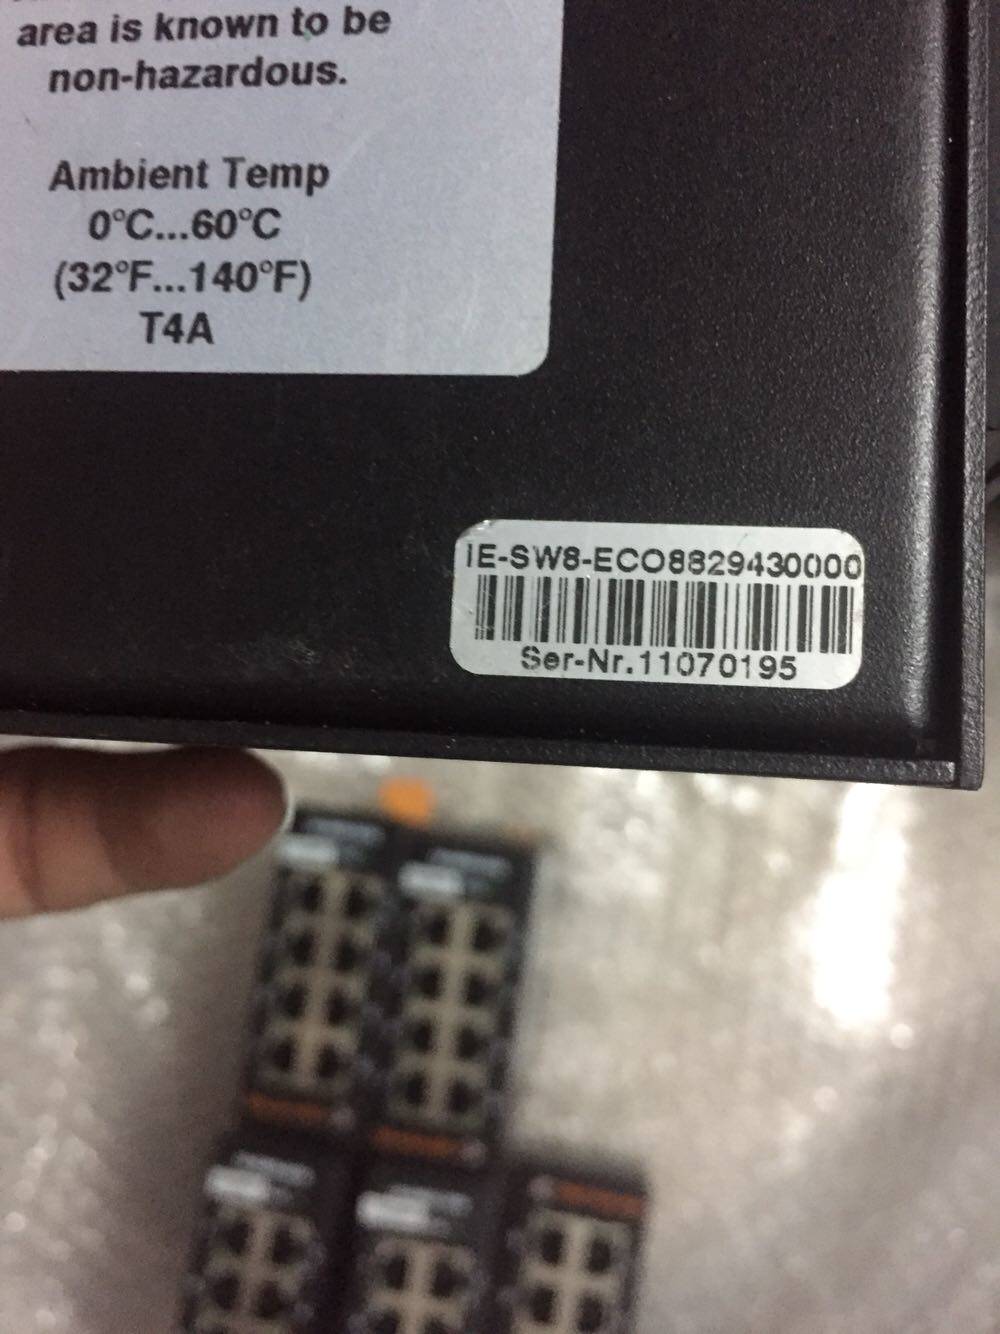 area is known to be
non-hazardous.
Ambient Temp
0°C...60°C
(32°F...140°F)
T4A
IE-SW8-ECO8829430000
Ser-Nr.11070195